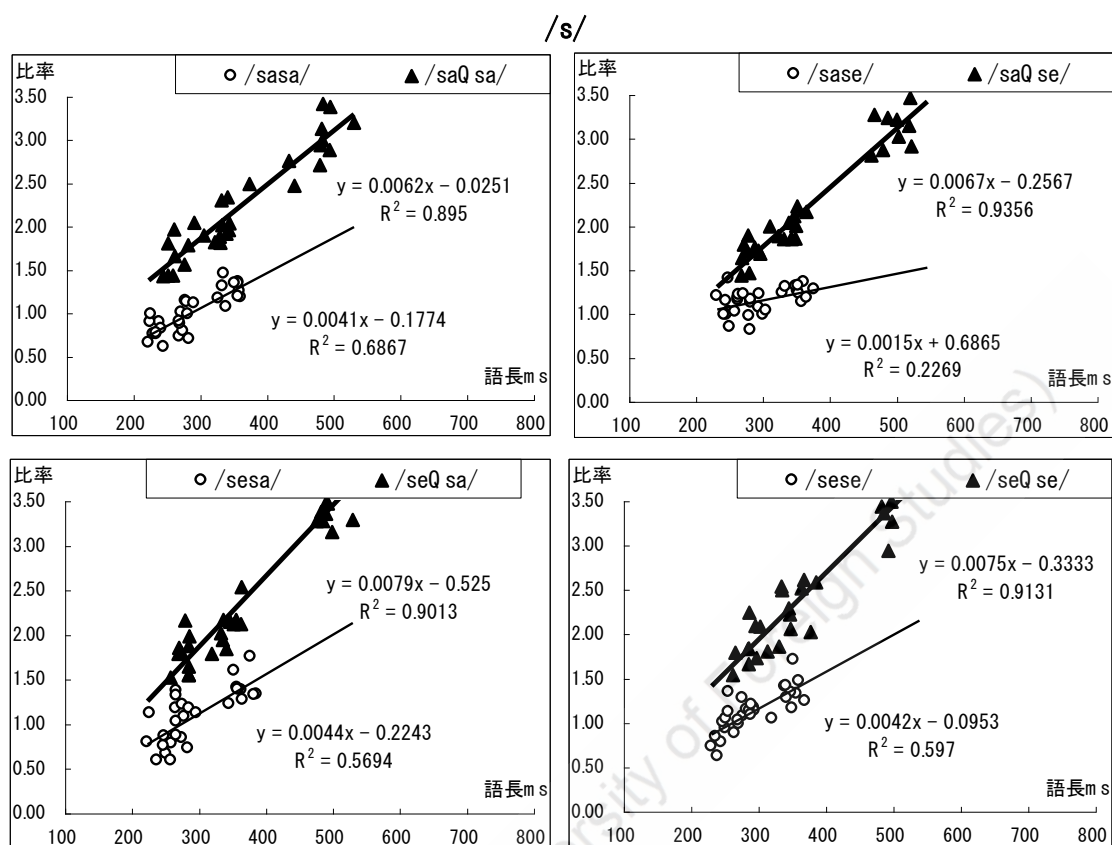 /s/
比率
○ /sasa/ ▲ /saQ sa/
3.50
3.00
2.50
2.00
1.50
1.00
0.50
0.00
y = 0.0062x − 0.0251
R² = 0.895
y = 0.0041x − 0.1774
R² = 0.6867
語長ms
100 200 300 400 500 600 700 800
比率
○ /sase/ ▲ /saQ se/
3.50
3.00
2.50
2.00
1.50
1.00
0.50
0.00
y = 0.0067x − 0.2567
R² = 0.9356
y = 0.0015x + 0.6865
R² = 0.2269
語長ms
100 200 300 400 500 600 700 800
比率
○ /sesa/ ▲ /seQ sa/
3.50
3.00
2.50
2.00
1.50
1.00
0.50
0.00
y = 0.0079x − 0.525
R² = 0.9013
y = 0.0044x − 0.2243
R² = 0.5694
語長ms
100 200 300 400 500 600 700 800
比率
○ /sese/ ▲ /seQ se/
3.50
3.00
2.50
2.00
1.50
1.00
0.50
0.00
y = 0.0075x − 0.3333
R² = 0.9131
y = 0.0042x − 0.0953
R² = 0.597
語長ms
100 200 300 400 500 600 700 800
of Foreign Studies)